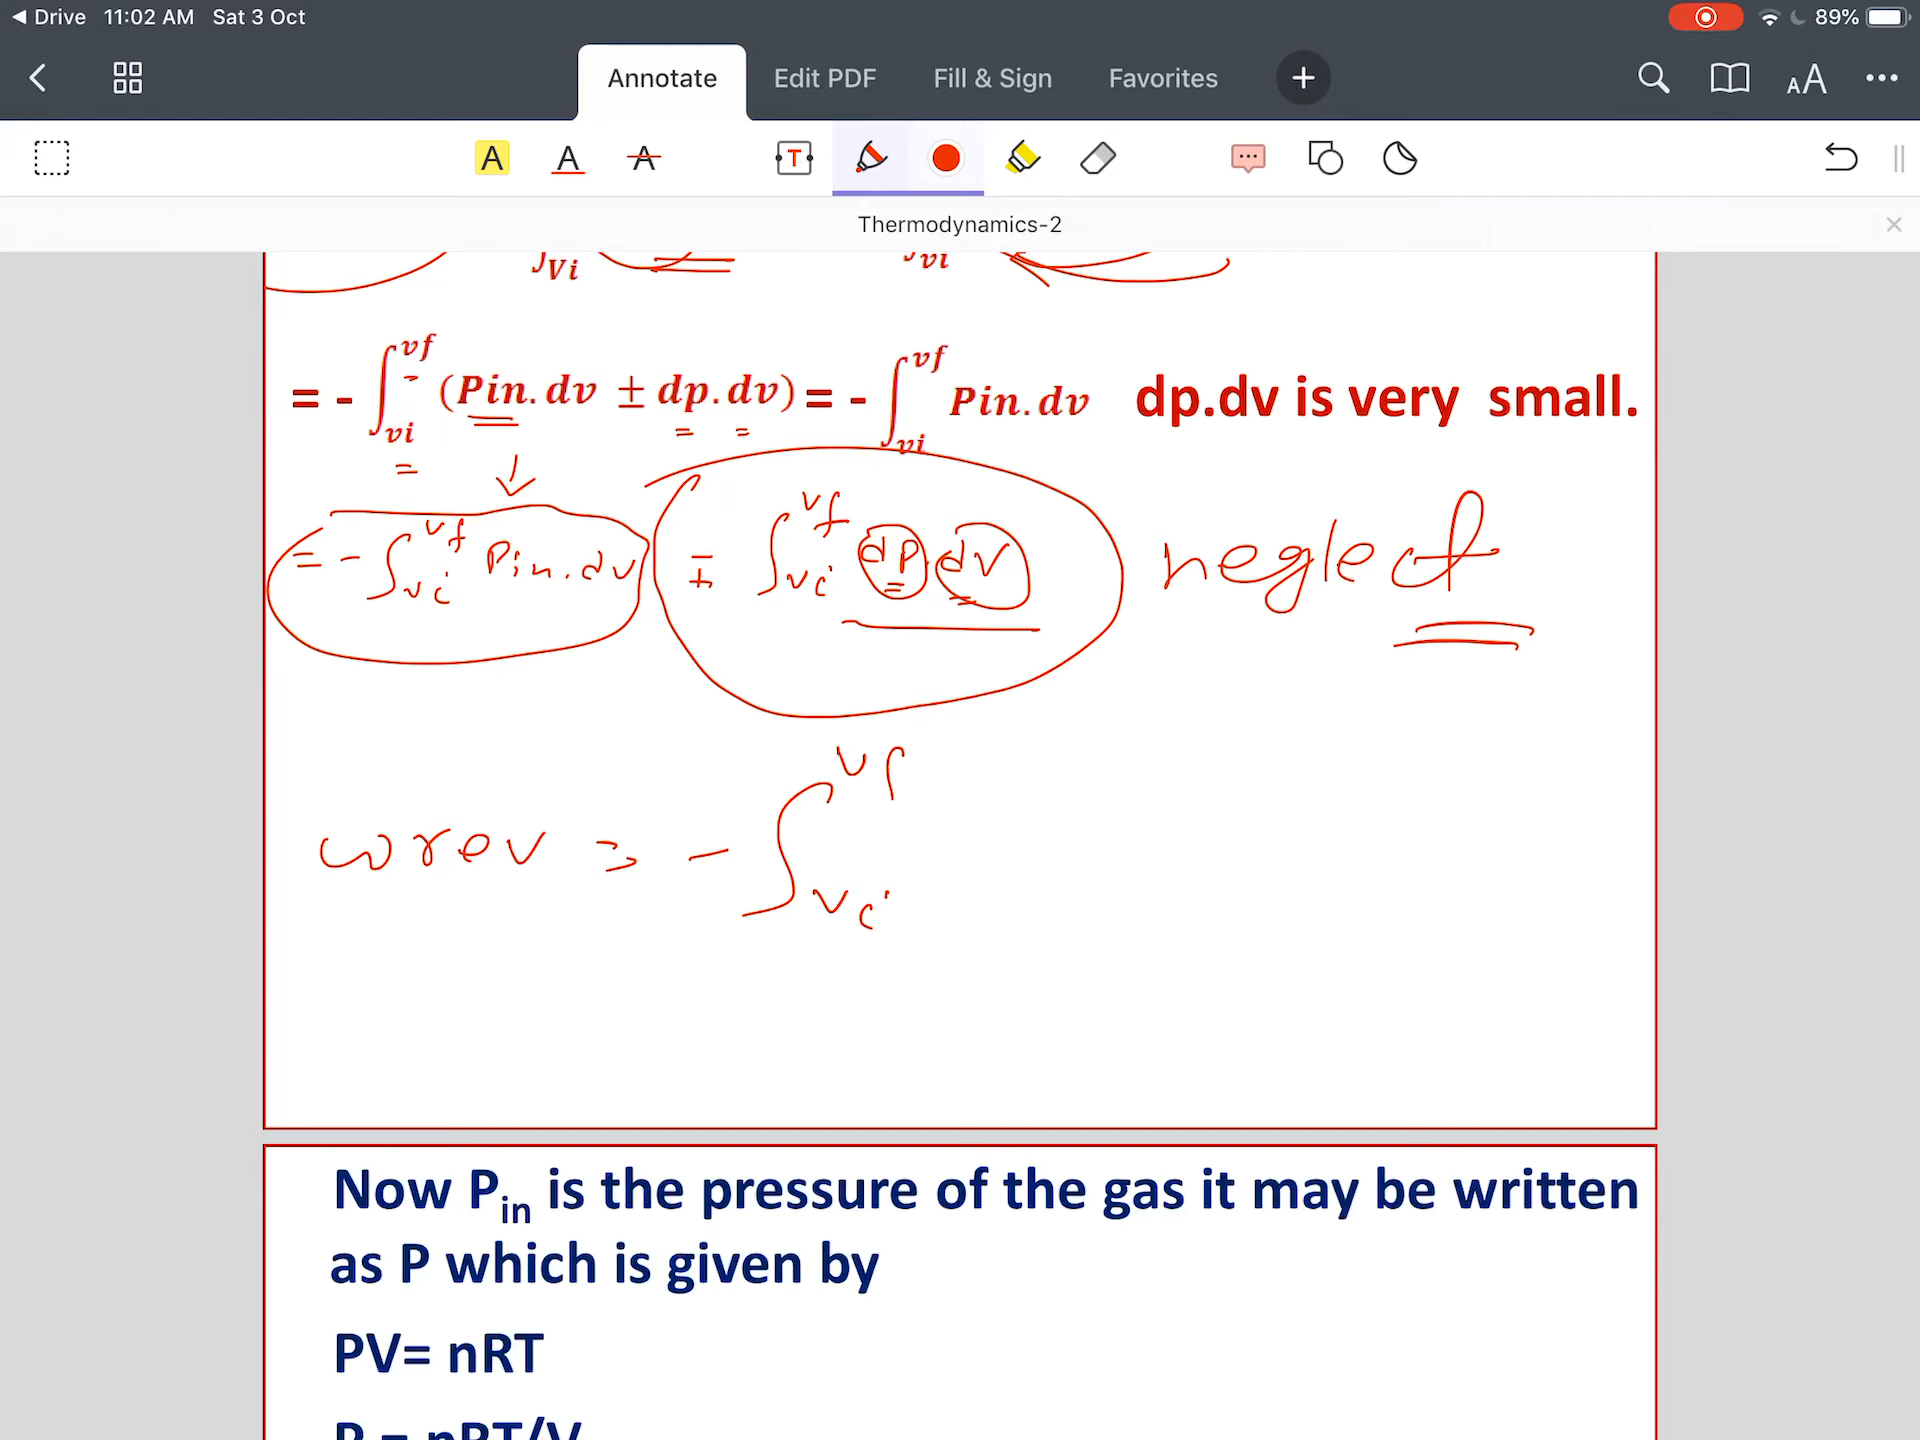 Drive 11:02 AM Sat 3 Oct 89%
Annotate Edit PDF Fill & Sign Favorites
Thermodynamics-2
∫Vi ∫vi
= - ∫vi^vf (Pin.dv ± dp.dv) = - ∫vi^vf Pin.dv dp.dv is very small.
= - ∫vi^vf Pin.dv ∓ ∫vi^vf dp.dv neglect
wrev = - ∫vi^vf
Now Pin is the pressure of the gas it may be written
as P which is given by
PV= nRT
P = nRT/V